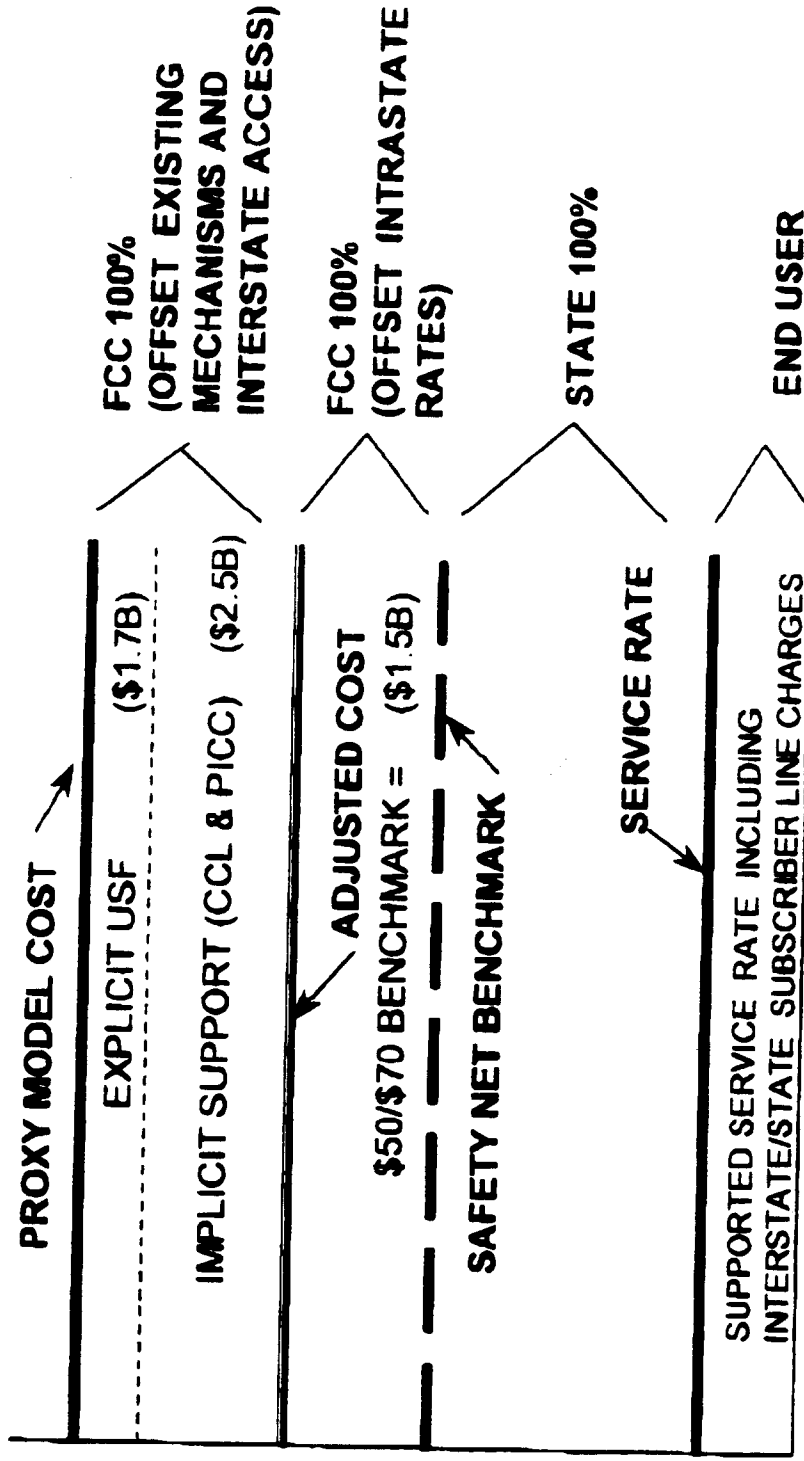 PROXY MODEL COST
EXPLICIT USF ($1.7B)
IMPLICIT SUPPORT (CCL & PICC) ($2.5B)
FCC 100%
(OFFSET EXISTING
MECHANISMS AND
INTERSTATE ACCESS)
ADJUSTED COST
$50/$70 BENCHMARK = ($1.5B)
FCC 100%
(OFFSET INTRASTATE
RATES)
SAFETY NET BENCHMARK
STATE 100%
SERVICE RATE
SUPPORTED SERVICE RATE INCLUDING
INTERSTATE/STATE SUBSCRIBER LINE CHARGES
END USER